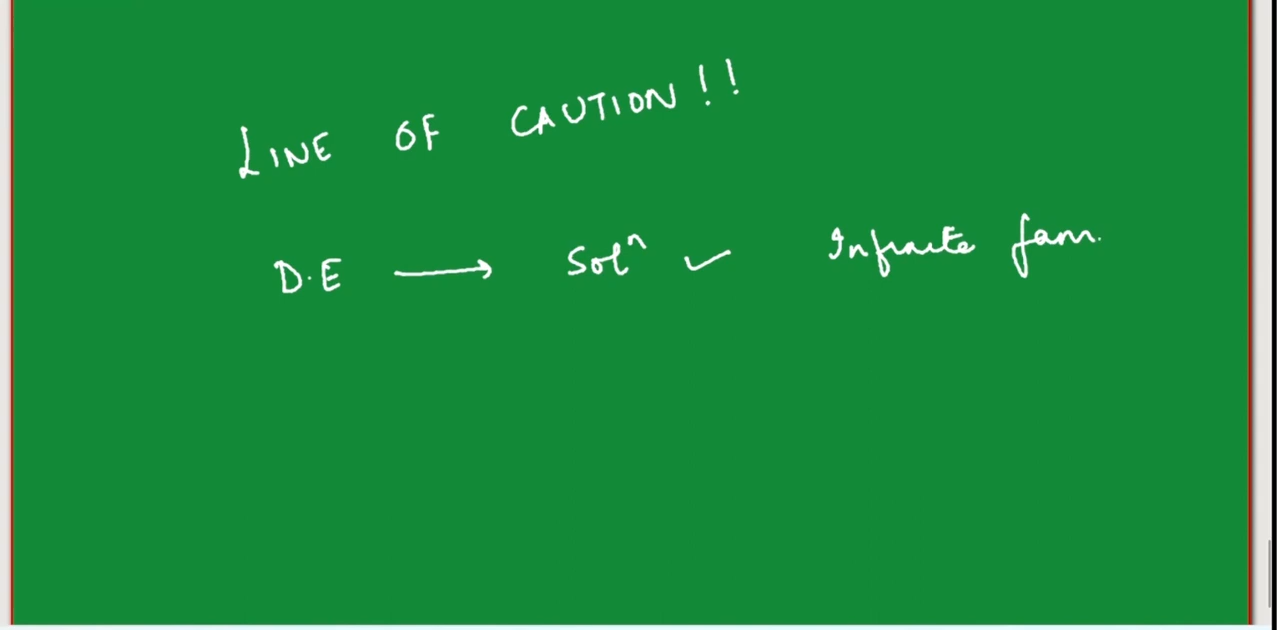 LINE OF CAUTION!!
D.E → Solⁿ ✓ Infinite fam.